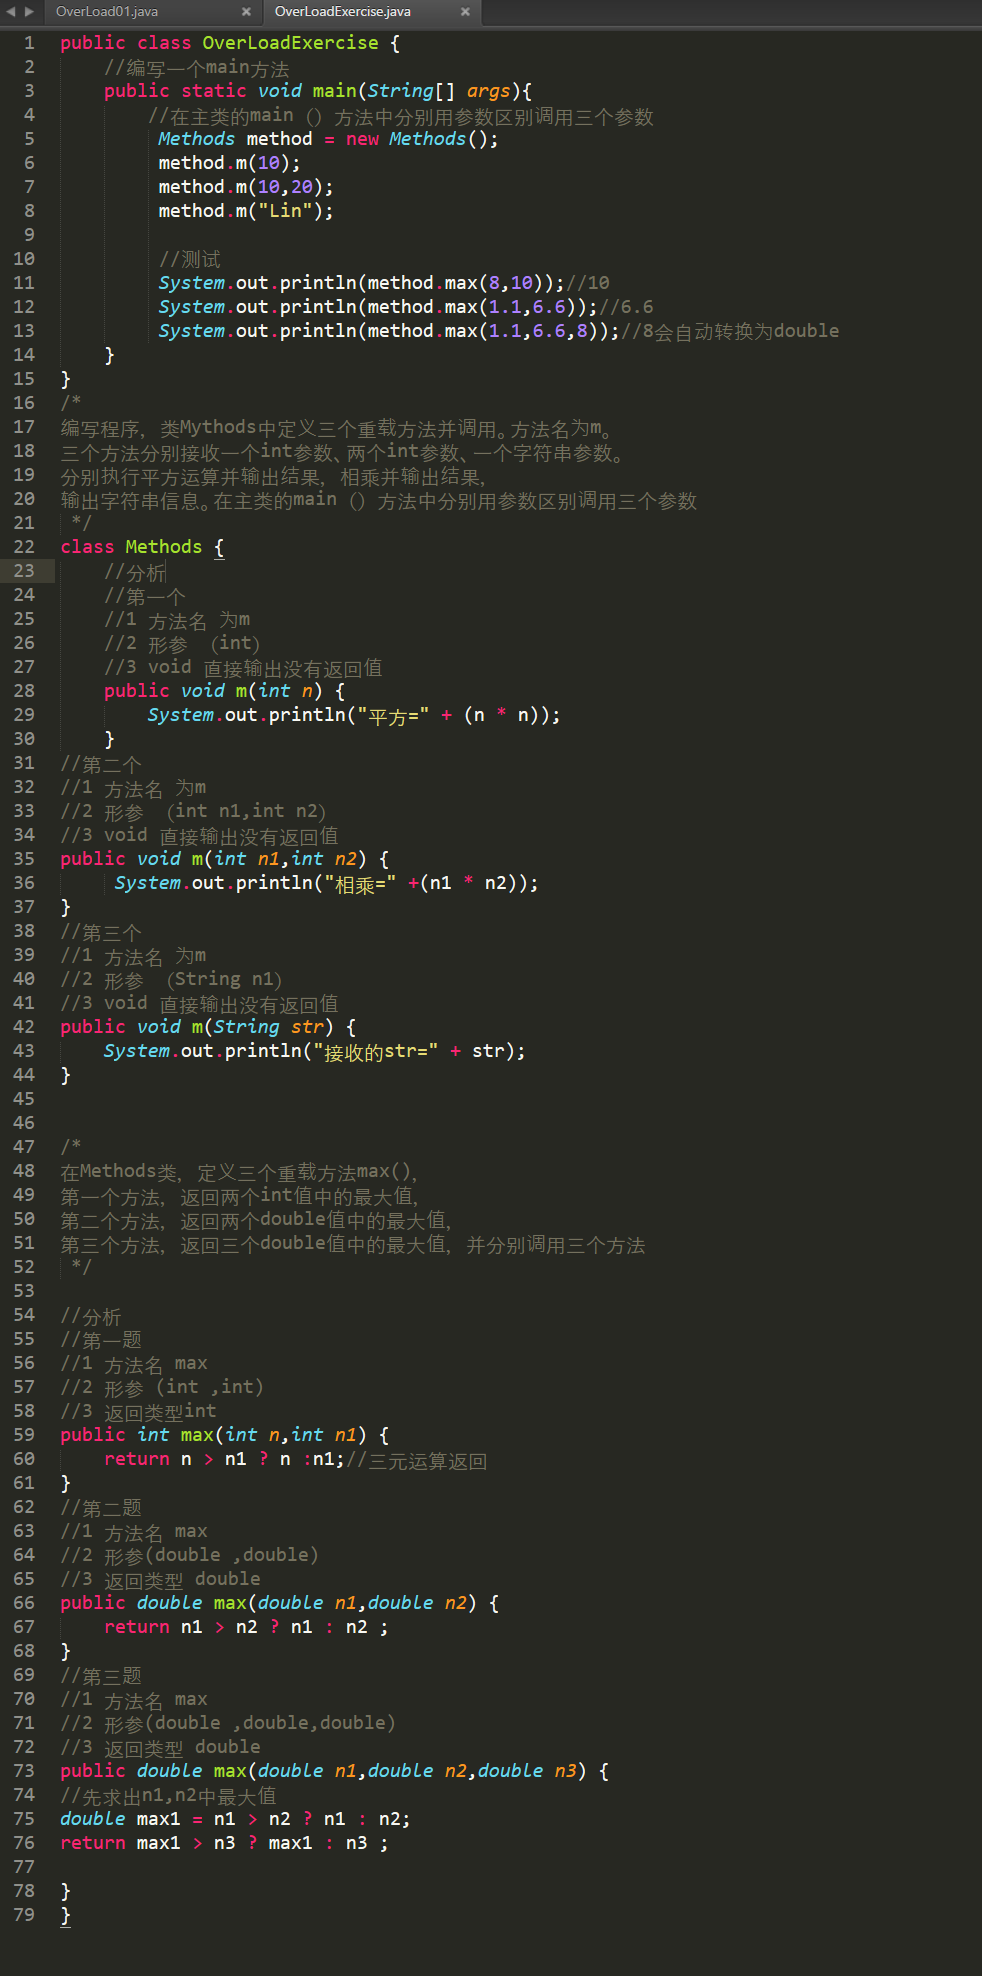 OverLoad01.java
OverLoadExercise.java
1 public class OverLoadExercise {
2 //编写一个main方法
3 public static void main(String[] args){
4 //在主类的main（）方法中分别用参数区别调用三个参数
5 Methods method = new Methods();
6 method.m(10);
7 method.m(10,20);
8 method.m("Lin");
9
10 //测试
11 System.out.println(method.max(8,10));//10
12 System.out.println(method.max(1.1,6.6));//6.6
13 System.out.println(method.max(1.1,6.6,8));//8会自动转换为double
14 }
15 }
16 /*
17 编写程序，类Mythods中定义三个重载方法并调用。方法名为m。
18 三个方法分别接收一个int参数、两个int参数、一个字符串参数。
19 分别执行平方运算并输出结果，相乘并输出结果，
20 输出字符串信息。在主类的main（）方法中分别用参数区别调用三个参数
21 */
22 class Methods {
23 //分析
24 //第一个
25 //1 方法名 为m
26 //2 形参 （int）
27 //3 void 直接输出没有返回值
28 public void m(int n) {
29 System.out.println("平方=" + (n * n));
30 }
31 //第二个
32 //1 方法名 为m
33 //2 形参 （int n1,int n2）
34 //3 void 直接输出没有返回值
35 public void m(int n1,int n2) {
36 System.out.println("相乘=" +(n1 * n2));
37 }
38 //第三个
39 //1 方法名 为m
40 //2 形参 （String n1）
41 //3 void 直接输出没有返回值
42 public void m(String str) {
43 System.out.println("接收的str=" + str);
44 }
45
46
47 /*
48 在Methods类，定义三个重载方法max()，
49 第一个方法，返回两个int值中的最大值，
50 第二个方法，返回两个double值中的最大值，
51 第三个方法，返回三个double值中的最大值，并分别调用三个方法
52 */
53
54 //分析
55 //第一题
56 //1 方法名 max
57 //2 形参 (int ,int)
58 //3 返回类型int
59 public int max(int n,int n1) {
60 return n > n1 ? n :n1;//三元运算返回
61 }
62 //第二题
63 //1 方法名 max
64 //2 形参(double ,double)
65 //3 返回类型 double
66 public double max(double n1,double n2) {
67 return n1 > n2 ? n1 : n2 ;
68 }
69 //第三题
70 //1 方法名 max
71 //2 形参(double ,double,double)
72 //3 返回类型 double
73 public double max(double n1,double n2,double n3) {
74 //先求出n1,n2中最大值
75 double max1 = n1 > n2 ? n1 : n2;
76 return max1 > n3 ? max1 : n3 ;
77
78 }
79 }